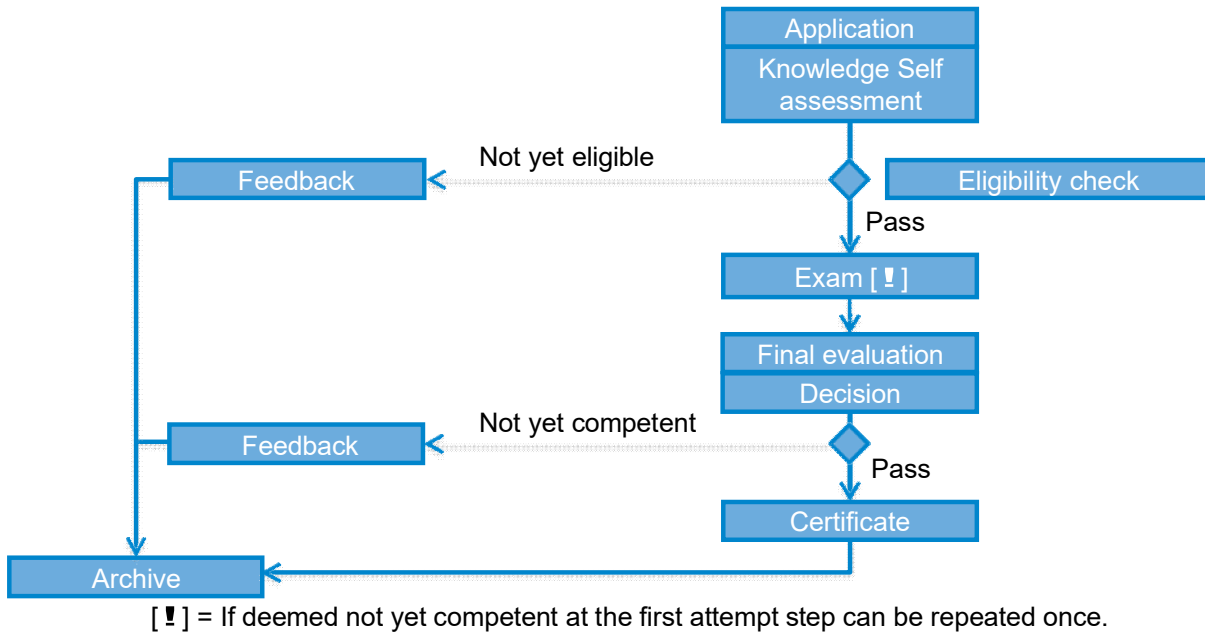 Application
Knowledge Self
assessment
Not yet eligible
Feedback
Eligibility check
Pass
Exam [ ! ]
Final evaluation
Decision
Not yet competent
Feedback
Pass
Certificate
Archive
[ ! ] = If deemed not yet competent at the first attempt step can be repeated once.